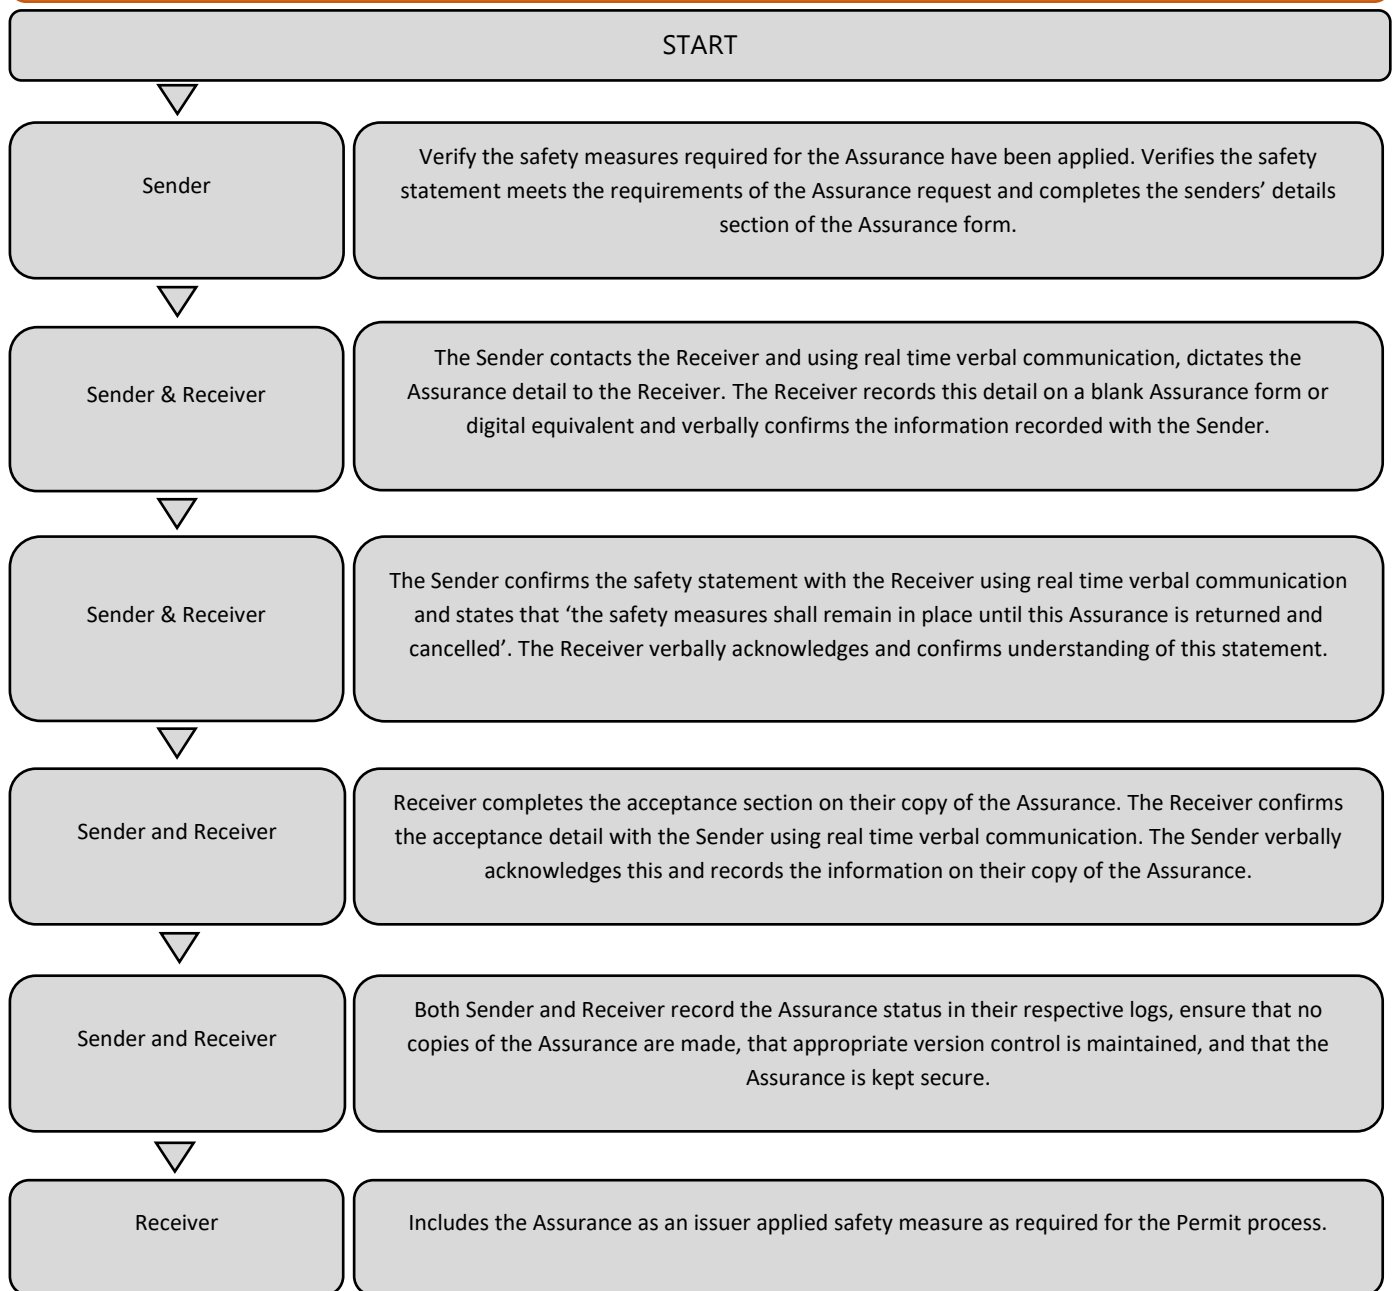 START
Sender
Verify the safety measures required for the Assurance have been applied. Verifies the safety
statement meets the requirements of the Assurance request and completes the senders’ details
section of the Assurance form.
Sender & Receiver
The Sender contacts the Receiver and using real time verbal communication, dictates the
Assurance detail to the Receiver. The Receiver records this detail on a blank Assurance form or
digital equivalent and verbally confirms the information recorded with the Sender.
Sender & Receiver
The Sender confirms the safety statement with the Receiver using real time verbal communication
and states that ‘the safety measures shall remain in place until this Assurance is returned and
cancelled’. The Receiver verbally acknowledges and confirms understanding of this statement.
Sender and Receiver
Receiver completes the acceptance section on their copy of the Assurance. The Receiver confirms
the acceptance detail with the Sender using real time verbal communication. The Sender verbally
acknowledges this and records the information on their copy of the Assurance.
Sender and Receiver
Both Sender and Receiver record the Assurance status in their respective logs, ensure that no
copies of the Assurance are made, that appropriate version control is maintained, and that the
Assurance is kept secure.
Receiver
Includes the Assurance as an issuer applied safety measure as required for the Permit process.